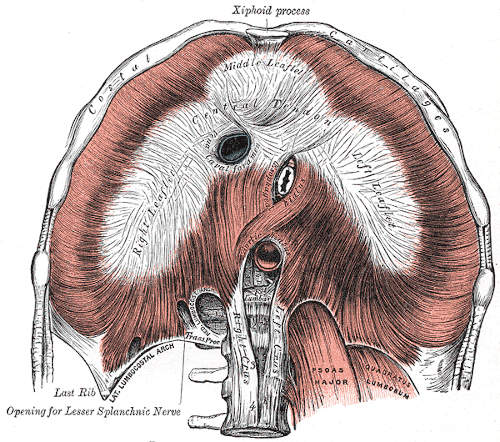 Xiphoid process
Costal
Cartilages
Middle Leaflet
Central Tendon
Right Leaflet
Left Leaflet
Right Crus
Left Crus
Lumbar
Trans. Proc.
PSOAS
MAJOR
QUADRATUS
LUMBORUM
LAT. LUMBOCOSTAL ARCH
Last Rib
Opening for Lesser Splanchnic Nerve